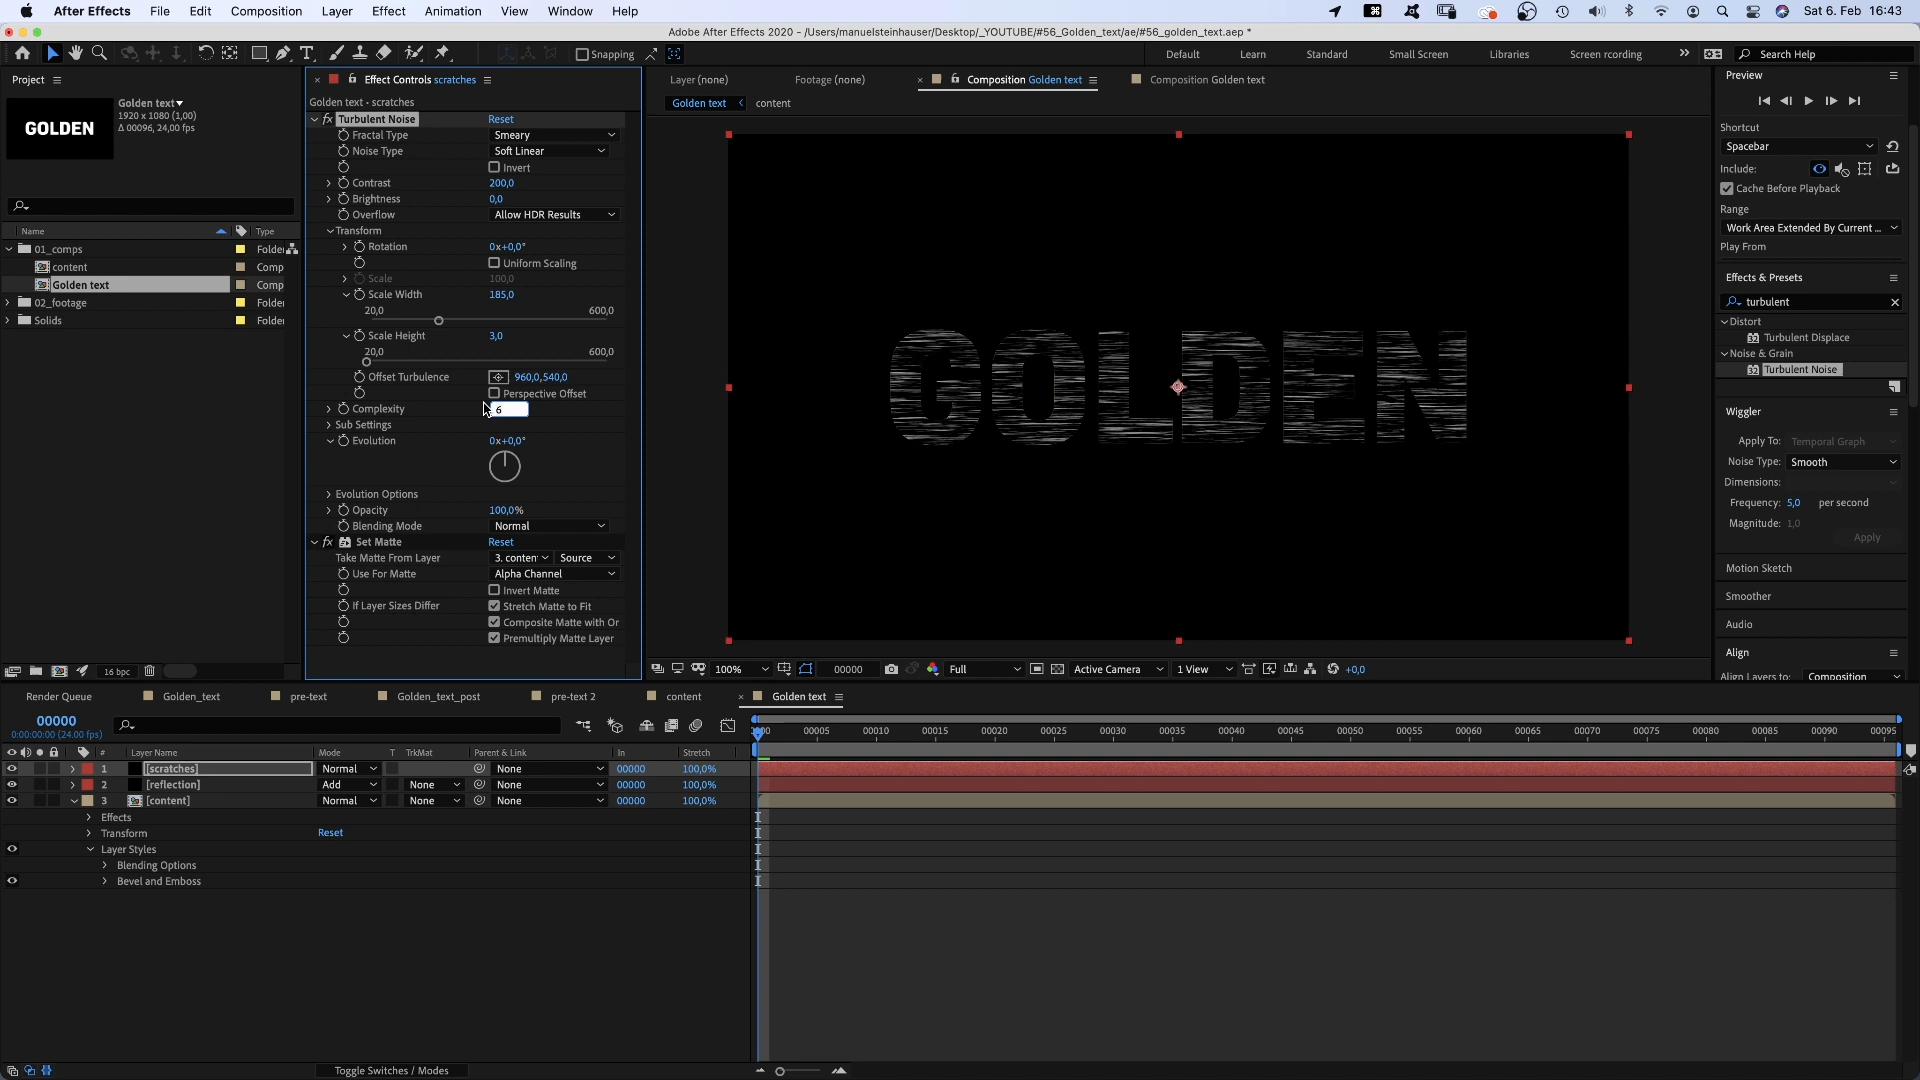 After Effects File Edit Composition Layer Effect Animation View Window Help Sat 6. Feb 16:43
Adobe After Effects 2020 - /Users/manuelsteinhauser/Desktop/_YOUTUBE/#56_Golden_text/ae/#56_golden_text.aep *
Snapping Default Learn Standard Small Screen Libraries Screen recording Search Help
Project
Golden text
1920 x 1080 (1,00)
Δ 00096, 24,00 fps)
GOLDEN
Name Type
01_comps Folder
content Comp
Golden text Comp
02_footage Folder
Solids Folder
16 bpc
Effect Controls scratches
Golden text • scratches
fx Turbulent Noise Reset
Fractal Type Smeary
Noise Type Soft Linear
Invert
Contrast 200,0
Brightness 0,0
Overflow Allow HDR Results
Transform
Rotation 0x+0,0°
Uniform Scaling
Scale 100,0
Scale Width 185,0
20,0 600,0
Scale Height 3,0
20,0 600,0
Offset Turbulence 960,0,540,0
Perspective Offset
Complexity 6
Sub Settings
Evolution 0x+0,0°
Evolution Options
Opacity 100,0%
Blending Mode Normal
fx Set Matte Reset
Take Matte From Layer 3. conten Source
Use For Matte Alpha Channel
Invert Matte
If Layer Sizes Differ Stretch Matte to Fit
Composite Matte with Or
Premultiply Matte Layer
Layer (none) Footage (none) Composition Golden text Composition Golden text
Golden text content
GOLDEN
100% 00000 Full Active Camera 1 View +0,0
Preview
Shortcut
Spacebar
Include:
Cache Before Playback
Range
Work Area Extended By Current ...
Play From
Effects & Presets
turbulent
Distort
Turbulent Displace
Noise & Grain
Turbulent Noise
Wiggler
Apply To: Temporal Graph
Noise Type: Smooth
Dimensions:
Frequency: 5,0 per second
Magnitude: 1,0
Apply
Motion Sketch
Smoother
Audio
Align
Align Layers to: Composition
Render Queue Golden_text pre-text Golden_text_post pre-text 2 content Golden text
00000
0:00:00:00 (24.00 fps)
00005 00010 00015 00020 00025 00030 00035 00040 00045 00050 00055 00060 00065 00070 00075 00080 00085 00090 00095
# Layer Name Mode T TrkMat Parent & Link In Stretch
1 [scratches] Normal None 00000 100,0%
2 [reflection] Add None None 00000 100,0%
3 [content] Normal None None 00000 100,0%
Effects
Transform Reset
Layer Styles
Blending Options
Bevel and Emboss
Toggle Switches / Modes